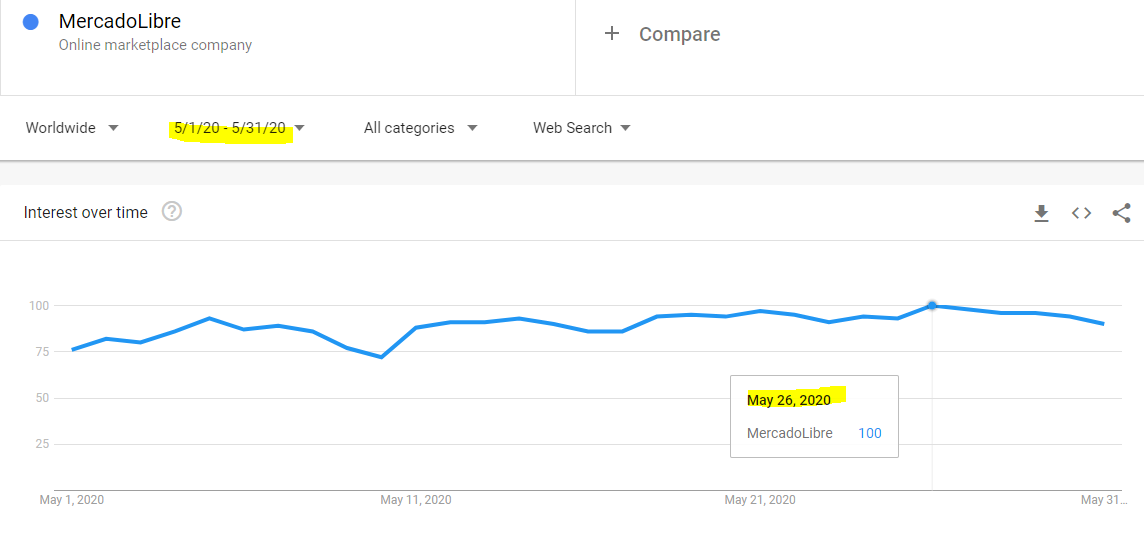 MercadoLibre
Online marketplace company
+ Compare
Worldwide 5/1/20 - 5/31/20 All categories Web Search
Interest over time ?
100
75
50
25
May 26, 2020
MercadoLibre 100
May 1, 2020 May 11, 2020 May 21, 2020 May 31...